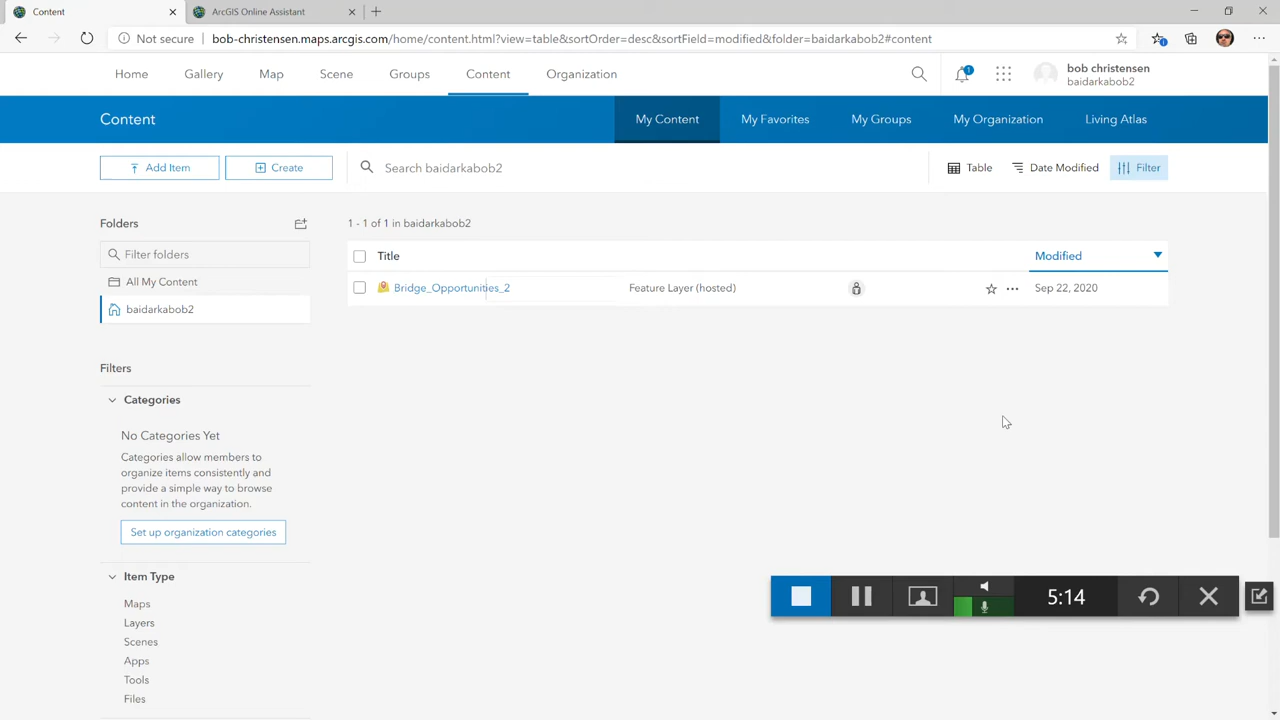 Content
ArcGIS Online Assistant
Not secure
bob-christensen.maps.arcgis.com/home/content.html?view=table&sortOrder=desc&sortField=modified&folder=baidarkabob2#content
Home Gallery Map Scene Groups Content Organization
1
bob christensen
baidarkabob2
Content
My Content My Favorites My Groups My Organization Living Atlas
Add Item
Create
Search baidarkabob2
Table
Date Modified
Filter
Folders
Filter folders
All My Content
baidarkabob2
1 - 1 of 1 in baidarkabob2
Title Modified
Bridge_Opportunities_2 Feature Layer (hosted) Sep 22, 2020
Filters
Categories
No Categories Yet
Categories allow members to
organize items consistently and
provide a simple way to browse
content in the organization.
Set up organization categories
Item Type
Maps
Layers
Scenes
Apps
Tools
Files
5:14